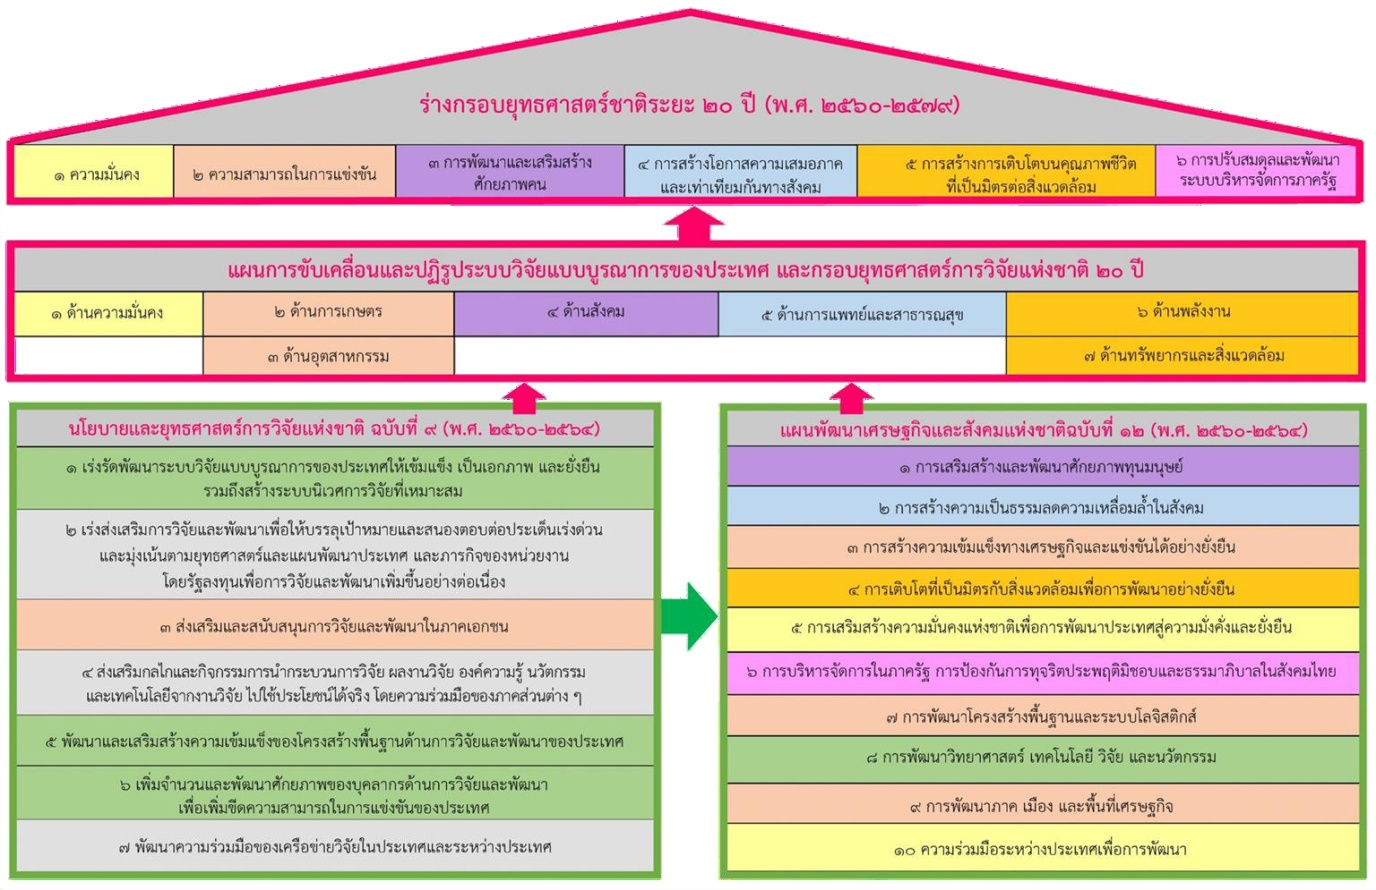 ร่างกรอบยุทธศาสตร์ชาติระยะ ๒๐ ปี (พ.ศ. ๒๕๖๐-๒๕๗๙)
๑ ความมั่นคง
๒ ความสามารถในการแข่งขัน
๓ การพัฒนาและเสริมสร้าง
ศักยภาพคน
๔ การสร้างโอกาสความเสมอภาค
และเท่าเทียมกันทางสังคม
๕ การสร้างการเติบโตบนคุณภาพชีวิต
ที่เป็นมิตรต่อสิ่งแวดล้อม
๖ การปรับสมดุลและพัฒนา
ระบบบริหารจัดการภาครัฐ
แผนการขับเคลื่อนและปฏิรูประบบวิจัยแบบบูรณาการของประเทศ และกรอบยุทธศาสตร์การวิจัยแห่งชาติ ๒๐ ปี
๑ ด้านความมั่นคง
๒ ด้านการเกษตร
๔ ด้านสังคม
๕ ด้านการแพทย์และสาธารณสุข
๖ ด้านพลังงาน
๓ ด้านอุตสาหกรรม
๗ ด้านทรัพยากรและสิ่งแวดล้อม
นโยบายและยุทธศาสตร์การวิจัยแห่งชาติ ฉบับที่ ๙ (พ.ศ. ๒๕๖๐-๒๕๖๔)
๑ เร่งรัดพัฒนาระบบวิจัยแบบบูรณาการของประเทศให้เข้มแข็ง เป็นเอกภาพ และยั่งยืน
รวมถึงสร้างระบบนิเวศการวิจัยที่เหมาะสม
๒ เร่งส่งเสริมการวิจัยและพัฒนาเพื่อให้บรรลุเป้าหมายและสนองตอบต่อประเด็นเร่งด่วน
และมุ่งเน้นตามยุทธศาสตร์และแผนพัฒนาประเทศ และภารกิจของหน่วยงาน
โดยรัฐลงทุนเพื่อการวิจัยและพัฒนาเพิ่มขึ้นอย่างต่อเนื่อง
๓ ส่งเสริมและสนับสนุนการวิจัยและพัฒนาในภาคเอกชน
๔ ส่งเสริมกลไกและกิจกรรมการนำกระบวนการวิจัย ผลงานวิจัย องค์ความรู้ นวัตกรรม
และเทคโนโลยีจากงานวิจัย ไปใช้ประโยชน์ได้จริง โดยความร่วมมือของภาคส่วนต่าง ๆ
๕ พัฒนาและเสริมสร้างความเข้มแข็งของโครงสร้างพื้นฐานด้านการวิจัยและพัฒนาของประเทศ
๖ เพิ่มจำนวนและพัฒนาศักยภาพของบุคลากรด้านการวิจัยและพัฒนา
เพื่อเพิ่มขีดความสามารถในการแข่งขันของประเทศ
๗ พัฒนาความร่วมมือของเครือข่ายวิจัยในประเทศและระหว่างประเทศ
แผนพัฒนาเศรษฐกิจและสังคมแห่งชาติฉบับที่ ๑๒ (พ.ศ. ๒๕๖๐-๒๕๖๔)
๑ การเสริมสร้างและพัฒนาศักยภาพทุนมนุษย์
๒ การสร้างความเป็นธรรมลดความเหลื่อมล้ำในสังคม
๓ การสร้างความเข้มแข็งทางเศรษฐกิจและแข่งขันได้อย่างยั่งยืน
๔ การเติบโตที่เป็นมิตรกับสิ่งแวดล้อมเพื่อการพัฒนาอย่างยั่งยืน
๕ การเสริมสร้างความมั่นคงแห่งชาติเพื่อการพัฒนาประเทศสู่ความมั่งคั่งและยั่งยืน
๖ การบริหารจัดการในภาครัฐ การป้องกันการทุจริตประพฤติมิชอบและธรรมาภิบาลในสังคมไทย
๗ การพัฒนาโครงสร้างพื้นฐานและระบบโลจิสติกส์
๘ การพัฒนาวิทยาศาสตร์ เทคโนโลยี วิจัย และนวัตกรรม
๙ การพัฒนาภาค เมือง และพื้นที่เศรษฐกิจ
๑๐ ความร่วมมือระหว่างประเทศเพื่อการพัฒนา